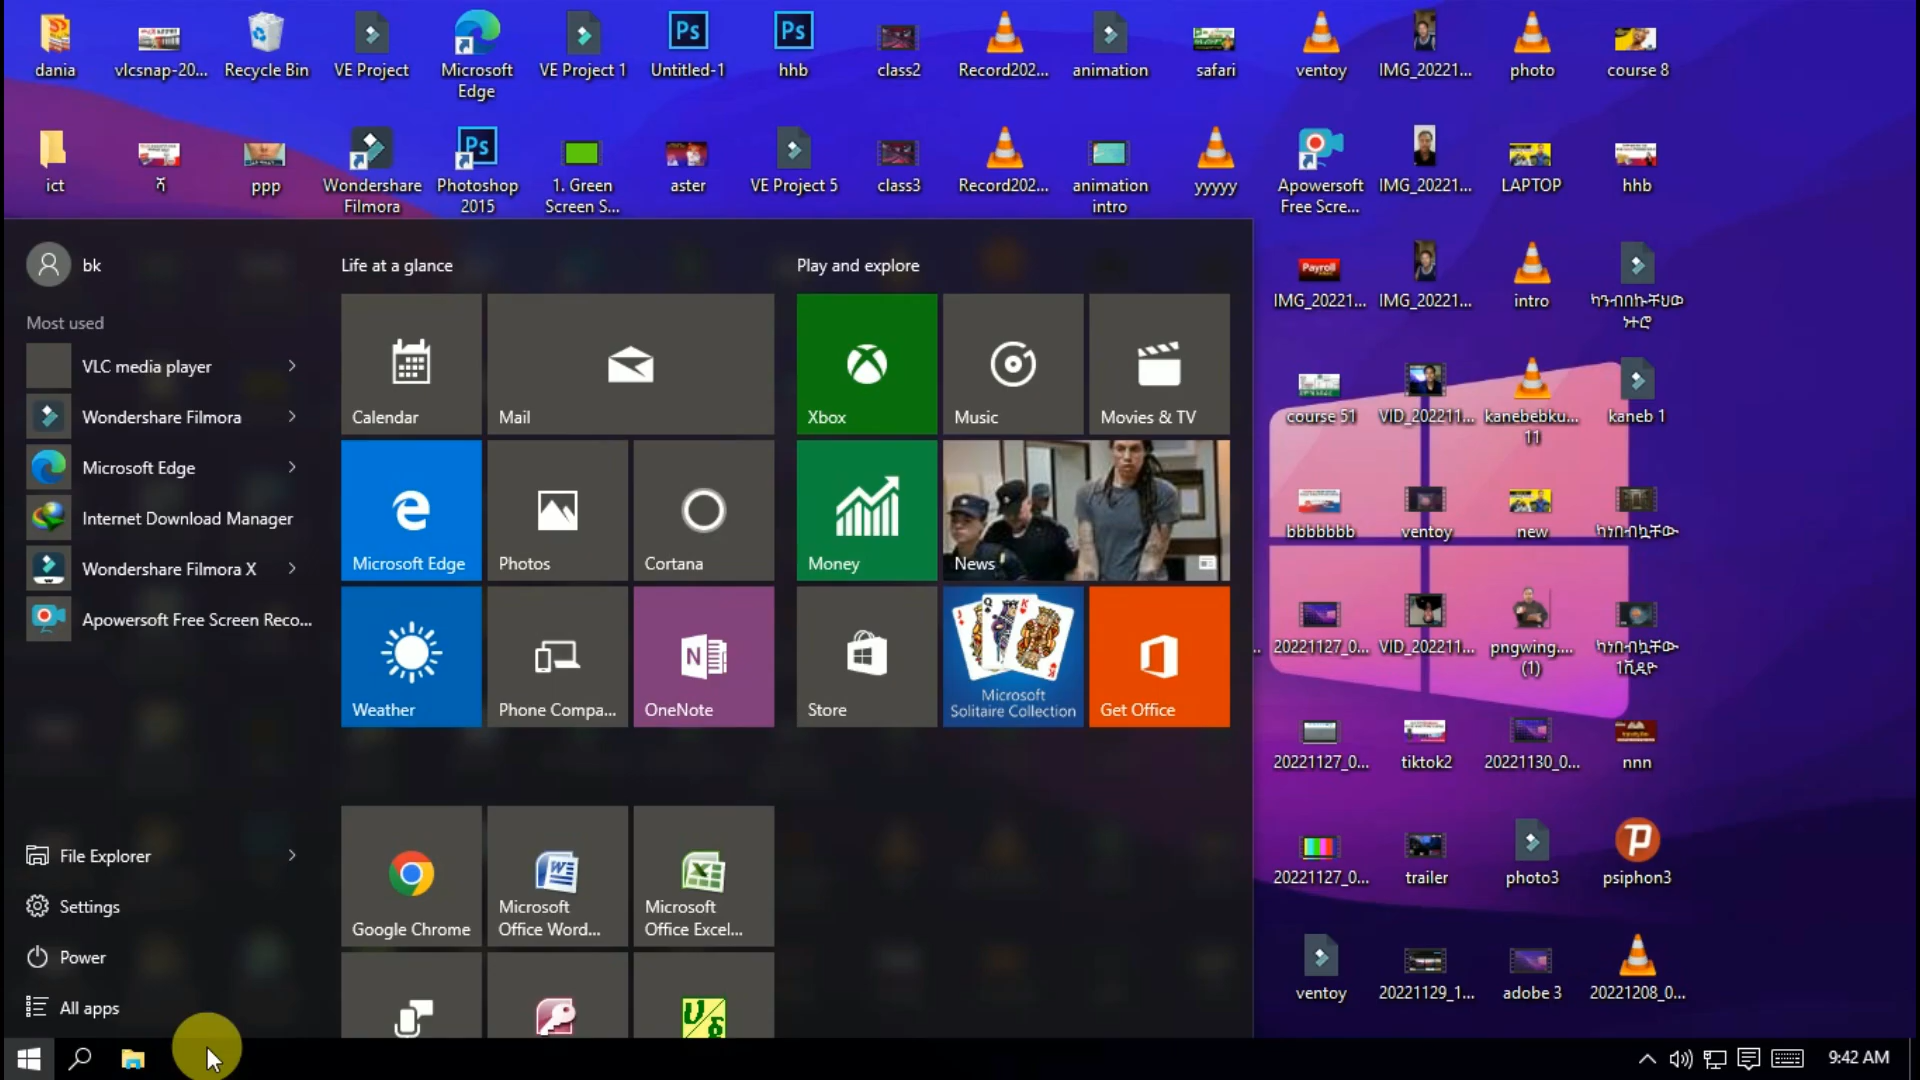 dania
vlcsnap-20...
Recycle Bin
VE Project
Microsoft
Edge
VE Project 1
Untitled-1
hhb
class2
Record202...
animation
safari
ventoy
IMG_20221...
photo
course 8
ict
ሻ
ppp
Wondershare
Filmora
Photoshop
2015
1. Green
Screen S...
aster
VE Project 5
class3
Record202...
animation
intro
yyyyy
Apowersoft
Free Scre...
IMG_20221...
LAPTOP
hhb
Payroll
IMG_20221...
IMG_20221...
intro
ካንብበኩቸህው
ነተሮ
course 51
VID_202211...
kanebebku...
11
kaneb 1
bbbbbbb
ventoy
new
ካነበብኳቸው
20221127_0...
VID_202211...
pngwing....
(1)
ካነበብኳቸው
1ቪዲዮ
20221127_0...
tiktok2
20221130_0...
nnn
20221127_0...
trailer
photo3
psiphon3
ventoy
20221129_1...
adobe 3
20221208_0...
bk
Most used
VLC media player
Wondershare Filmora
Microsoft Edge
Internet Download Manager
Wondershare Filmora X
Apowersoft Free Screen Reco...
File Explorer
Settings
Power
All apps
Life at a glance
Calendar
Mail
Microsoft Edge
Photos
Cortana
Weather
Phone Compa...
OneNote
Play and explore
Xbox
Music
Movies & TV
Money
News
Store
Microsoft
Solitaire Collection
Get Office
Google Chrome
Microsoft
Office Word...
Microsoft
Office Excel...
9:42 AM